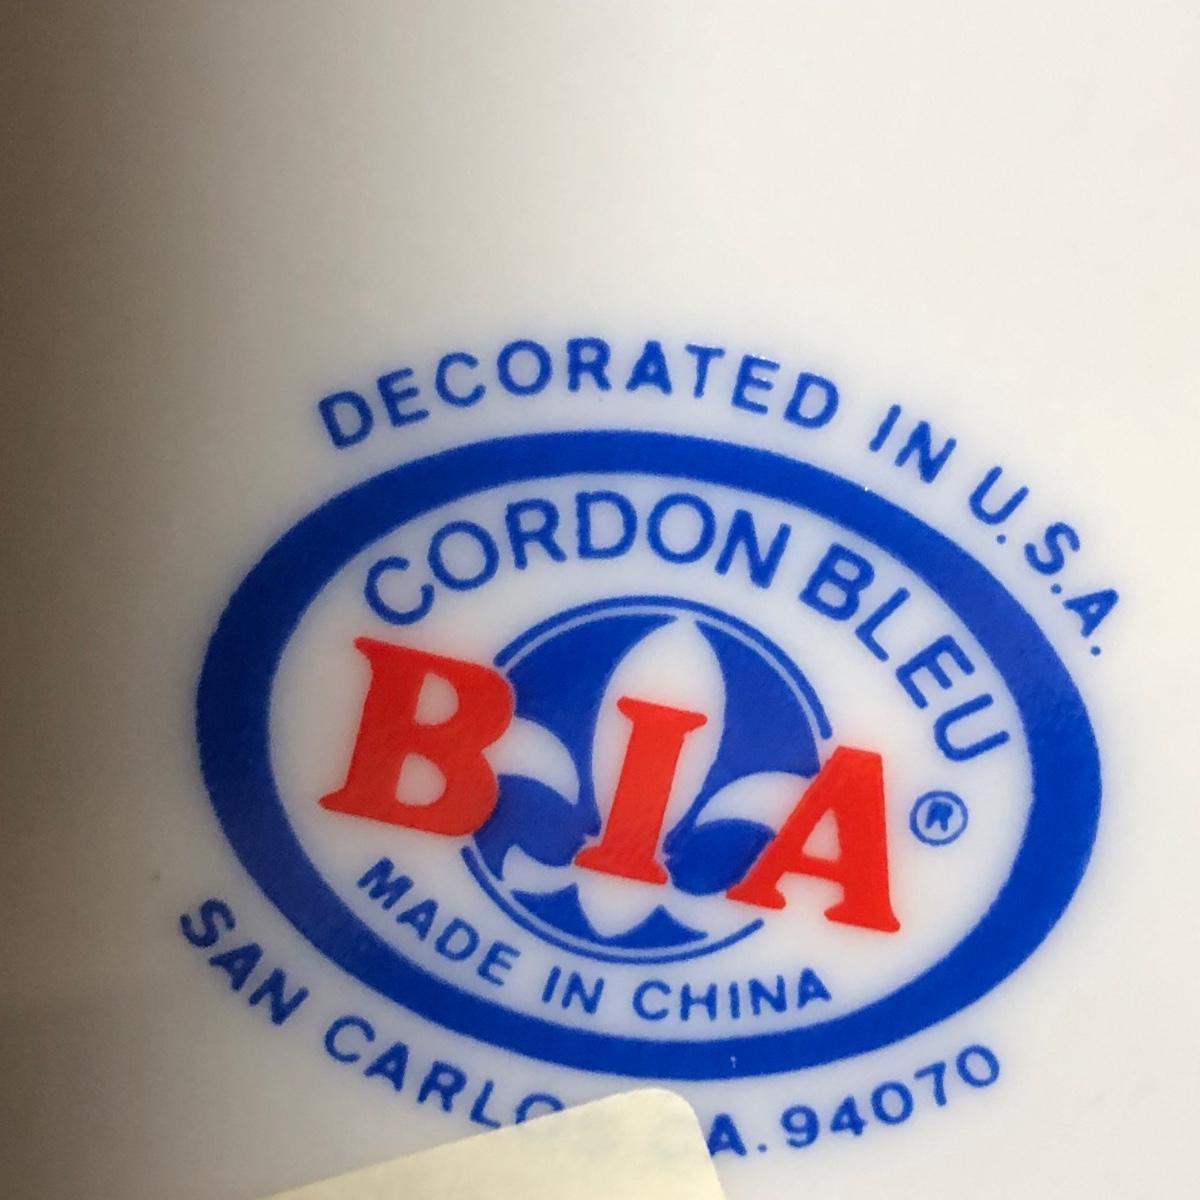 DECORATED IN U.S.A.
CORDON BLEU
BIA ®
MADE IN CHINA
SAN CARLO A. 94070